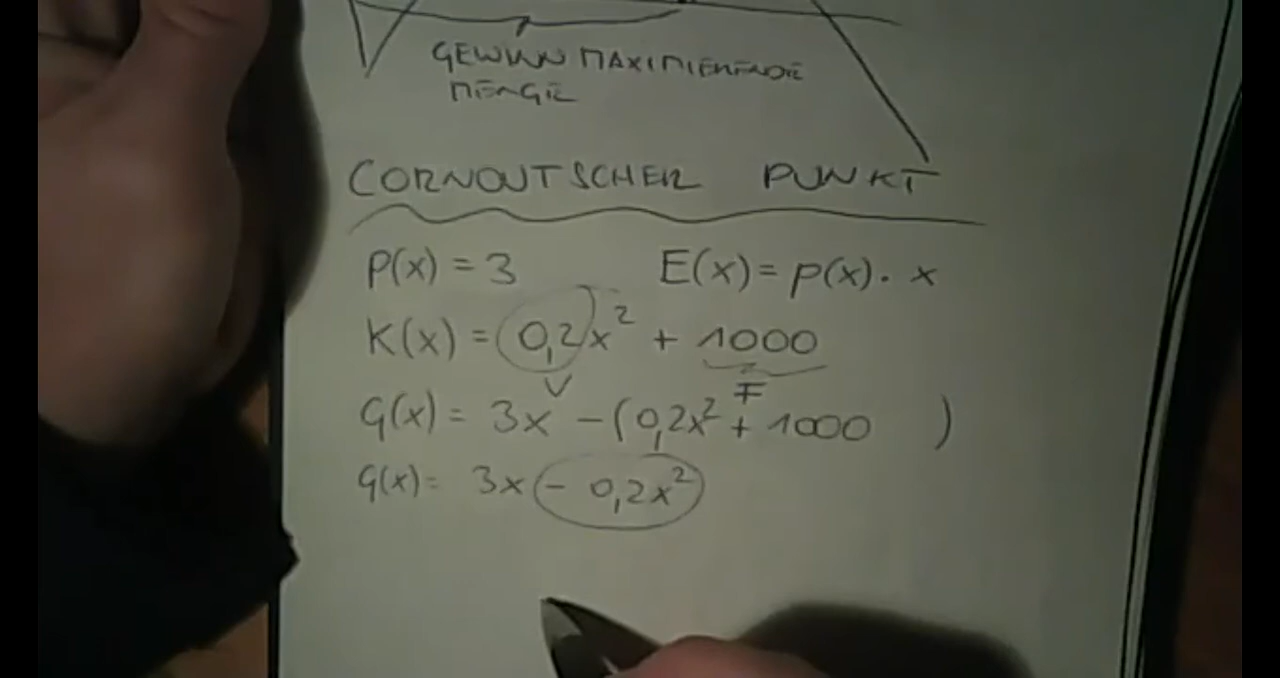 GEWINN MAXIMIERENDE
MENGE
CORNOUTSCHER PUNKT
P(x) = 3 E(x) = p(x) · x
K(x) = 0,2x² + 1000
V F
G(x) = 3x - (0,2x² + 1000 )
G(x) = 3x - 0,2x²